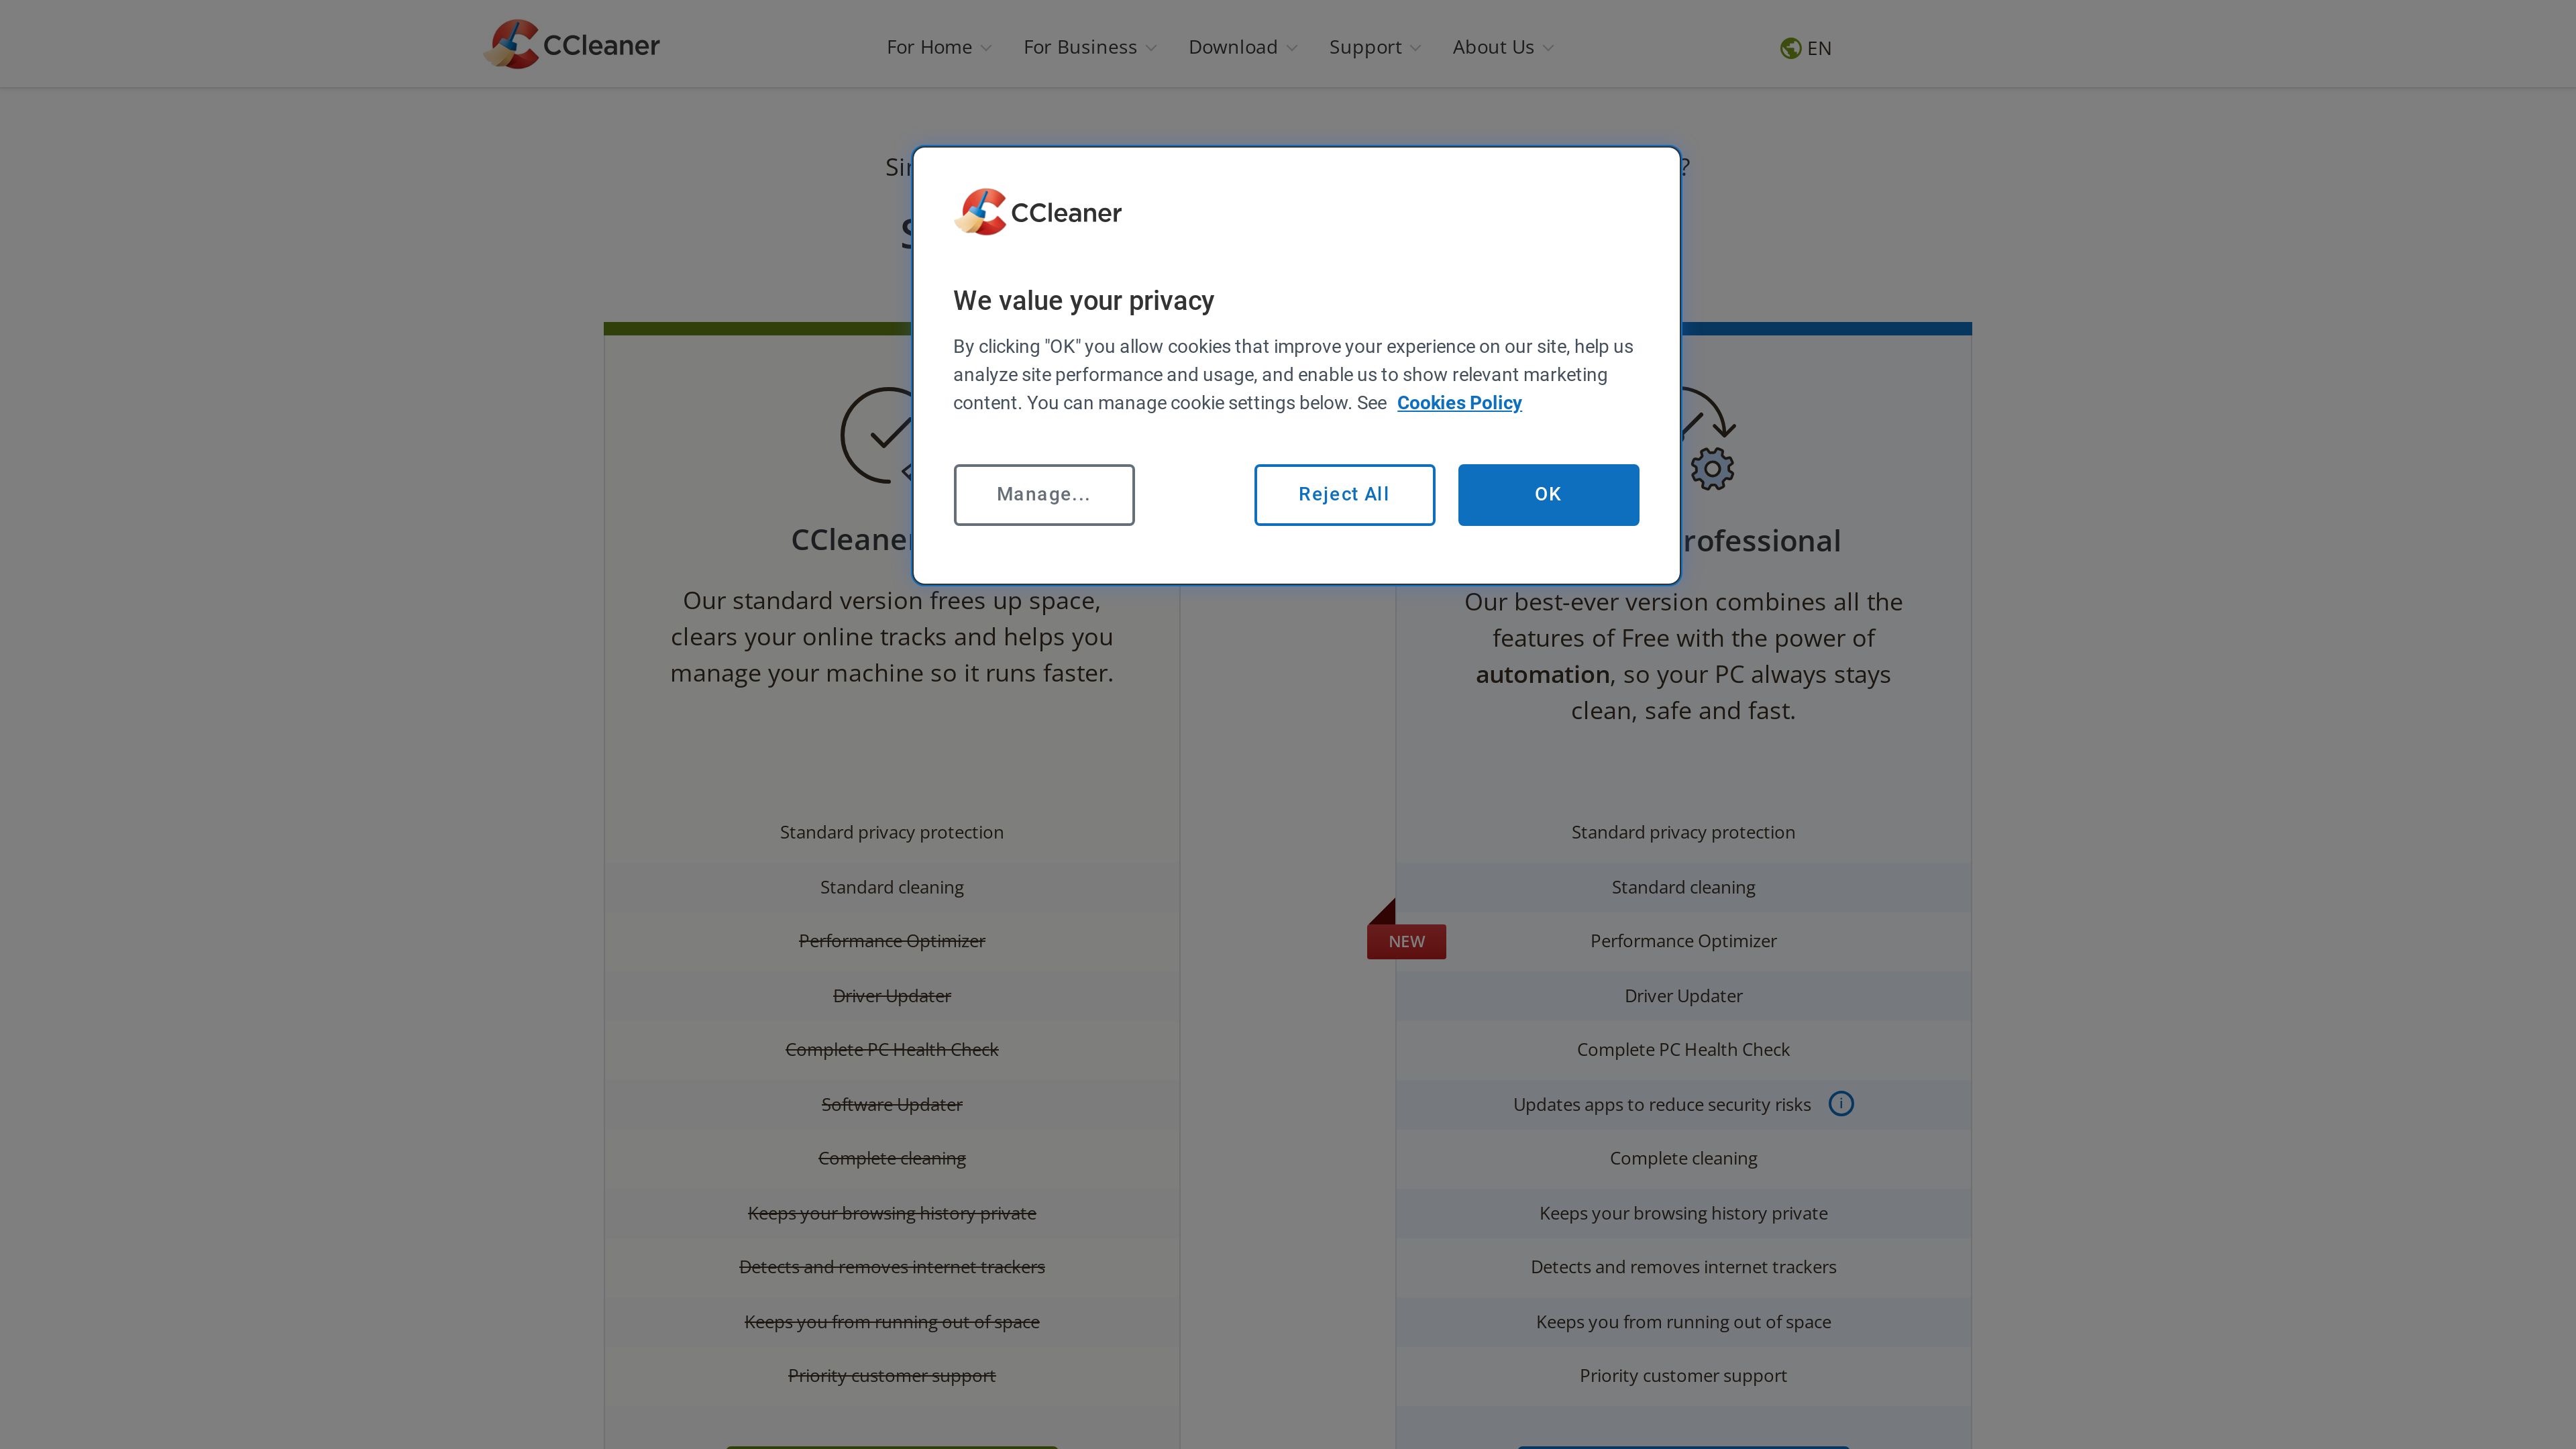 CCleaner
For Home
For Business
Download
Support
About Us
EN
?
CCleaner
We value your privacy
By clicking "OK" you allow cookies that improve your experience on our site, help us
analyze site performance and usage, and enable us to show relevant marketing
content. You can manage cookie settings below. See Cookies Policy
Manage...
Reject All
OK
CCleaner
Our standard version frees up space,
clears your online tracks and helps you
manage your machine so it runs faster.
Standard privacy protection
Standard cleaning
Performance Optimizer
Driver Updater
Complete PC Health Check
Software Updater
Complete cleaning
Keeps your browsing history private
Detects and removes internet trackers
Keeps you from running out of space
Priority customer support
rofessional
Our best-ever version combines all the
features of Free with the power of
automation, so your PC always stays
clean, safe and fast.
Standard privacy protection
Standard cleaning
NEW
Performance Optimizer
Driver Updater
Complete PC Health Check
Updates apps to reduce security risks
i
Complete cleaning
Keeps your browsing history private
Detects and removes internet trackers
Keeps you from running out of space
Priority customer support